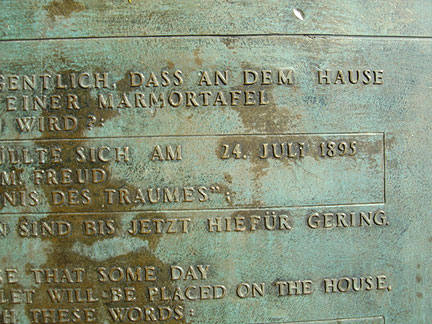 GENTLICH, DASS AN DEM HAUSE
EINER MARMORTAFEL
WIRD ?:
ÜLLTE SICH AM 24. JULI 1895
M. FREUD
NIS DES TRAUMES";
N SIND BIS JETZT HIEFÜR GERING.
E THAT SOME DAY
LET WILL BE PLACED ON THE HOUSE,
H THESE WORDS: